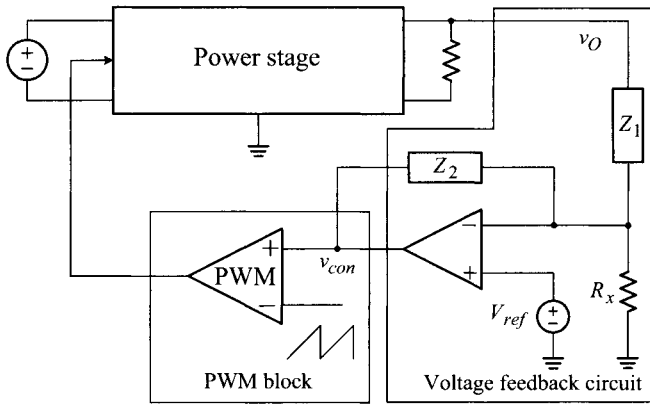 Power stage
v_O
Z_1
Z_2
PWM
v_con
V_ref
R_x
PWM block
Voltage feedback circuit